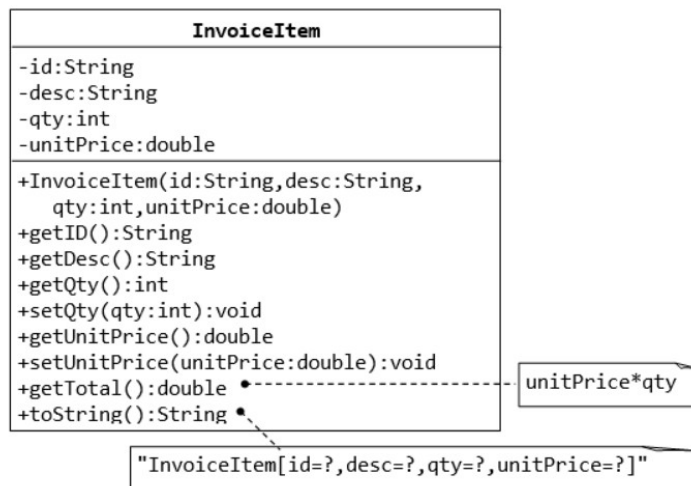 InvoiceItem
-id:String
-desc:String
-qty:int
-unitPrice:double
+InvoiceItem(id:String,desc:String,
qty:int,unitPrice:double)
+getID():String
+getDesc():String
+getQty():int
+setQty(qty:int):void
+getUnitPrice():double
+setUnitPrice(unitPrice:double):void
+getTotal():double
unitPrice*qty
+toString():String
"InvoiceItem[id=?,desc=?,qty=?,unitPrice=?]"